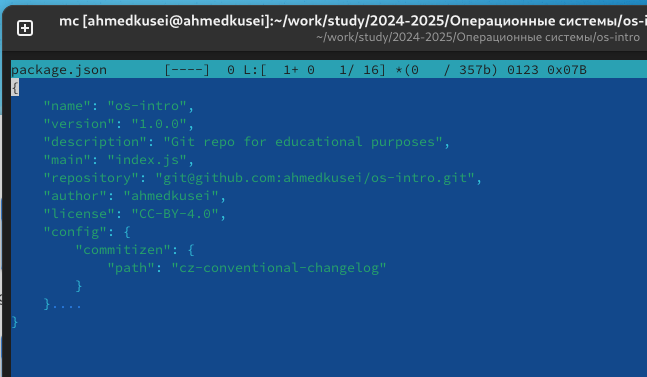 mc [ahmedkusei@ahmedkusei]:~/work/study/2024-2025/Операционные системы/os-i
~/work/study/2024-2025/Операционные системы/os-intro
package.json [----] 0 L:[ 1+ 0 1/ 16] *(0 / 357b) 0123 0x07B
{
    "name": "os-intro",
    "version": "1.0.0",
    "description": "Git repo for educational purposes",
    "main": "index.js",
    "repository": "git@github.com:ahmedkusei/os-intro.git",
    "author": "ahmedkusei",
    "license": "CC-BY-4.0",
    "config": {
        "commitizen": {
            "path": "cz-conventional-changelog"
        }
    }....
}